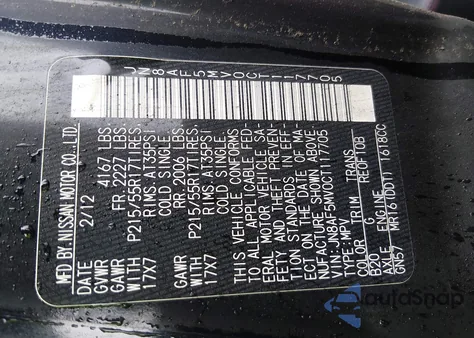 JN8AF5MV0CT117705
MFD BY NISSAN MOTOR CO., LTD.
2/12
GVWR 4167 LBS.
GAWR FR 2227 LBS.
WITH P215/55R17TIRES
17X7 RIMS, AT35PSI
COLD SINGLE.
GAWR RR 2006 LBS.
WITH P215/55R17TIRES
17X7 RIMS, AT35PSI
COLD SINGLE.
THIS VEHICLE CONFORMS
TO ALL APPLICABLE FED-
ERAL MOTOR VEHICLE SA-
FETY AND THEFT PREVEN-
TION STANDARDS IN EFF-
ECT ON THE DATE OF MA-
NUFACTURE SHOWN ABOVE.
VIN: JN8AF5MV0CT117705
TYPE: MPV
COLOR TRIM TRANS
B20 G RE0F10B
AXLE ENGINE
GN57 MR16(DDT) 1618CC
AutoSnap